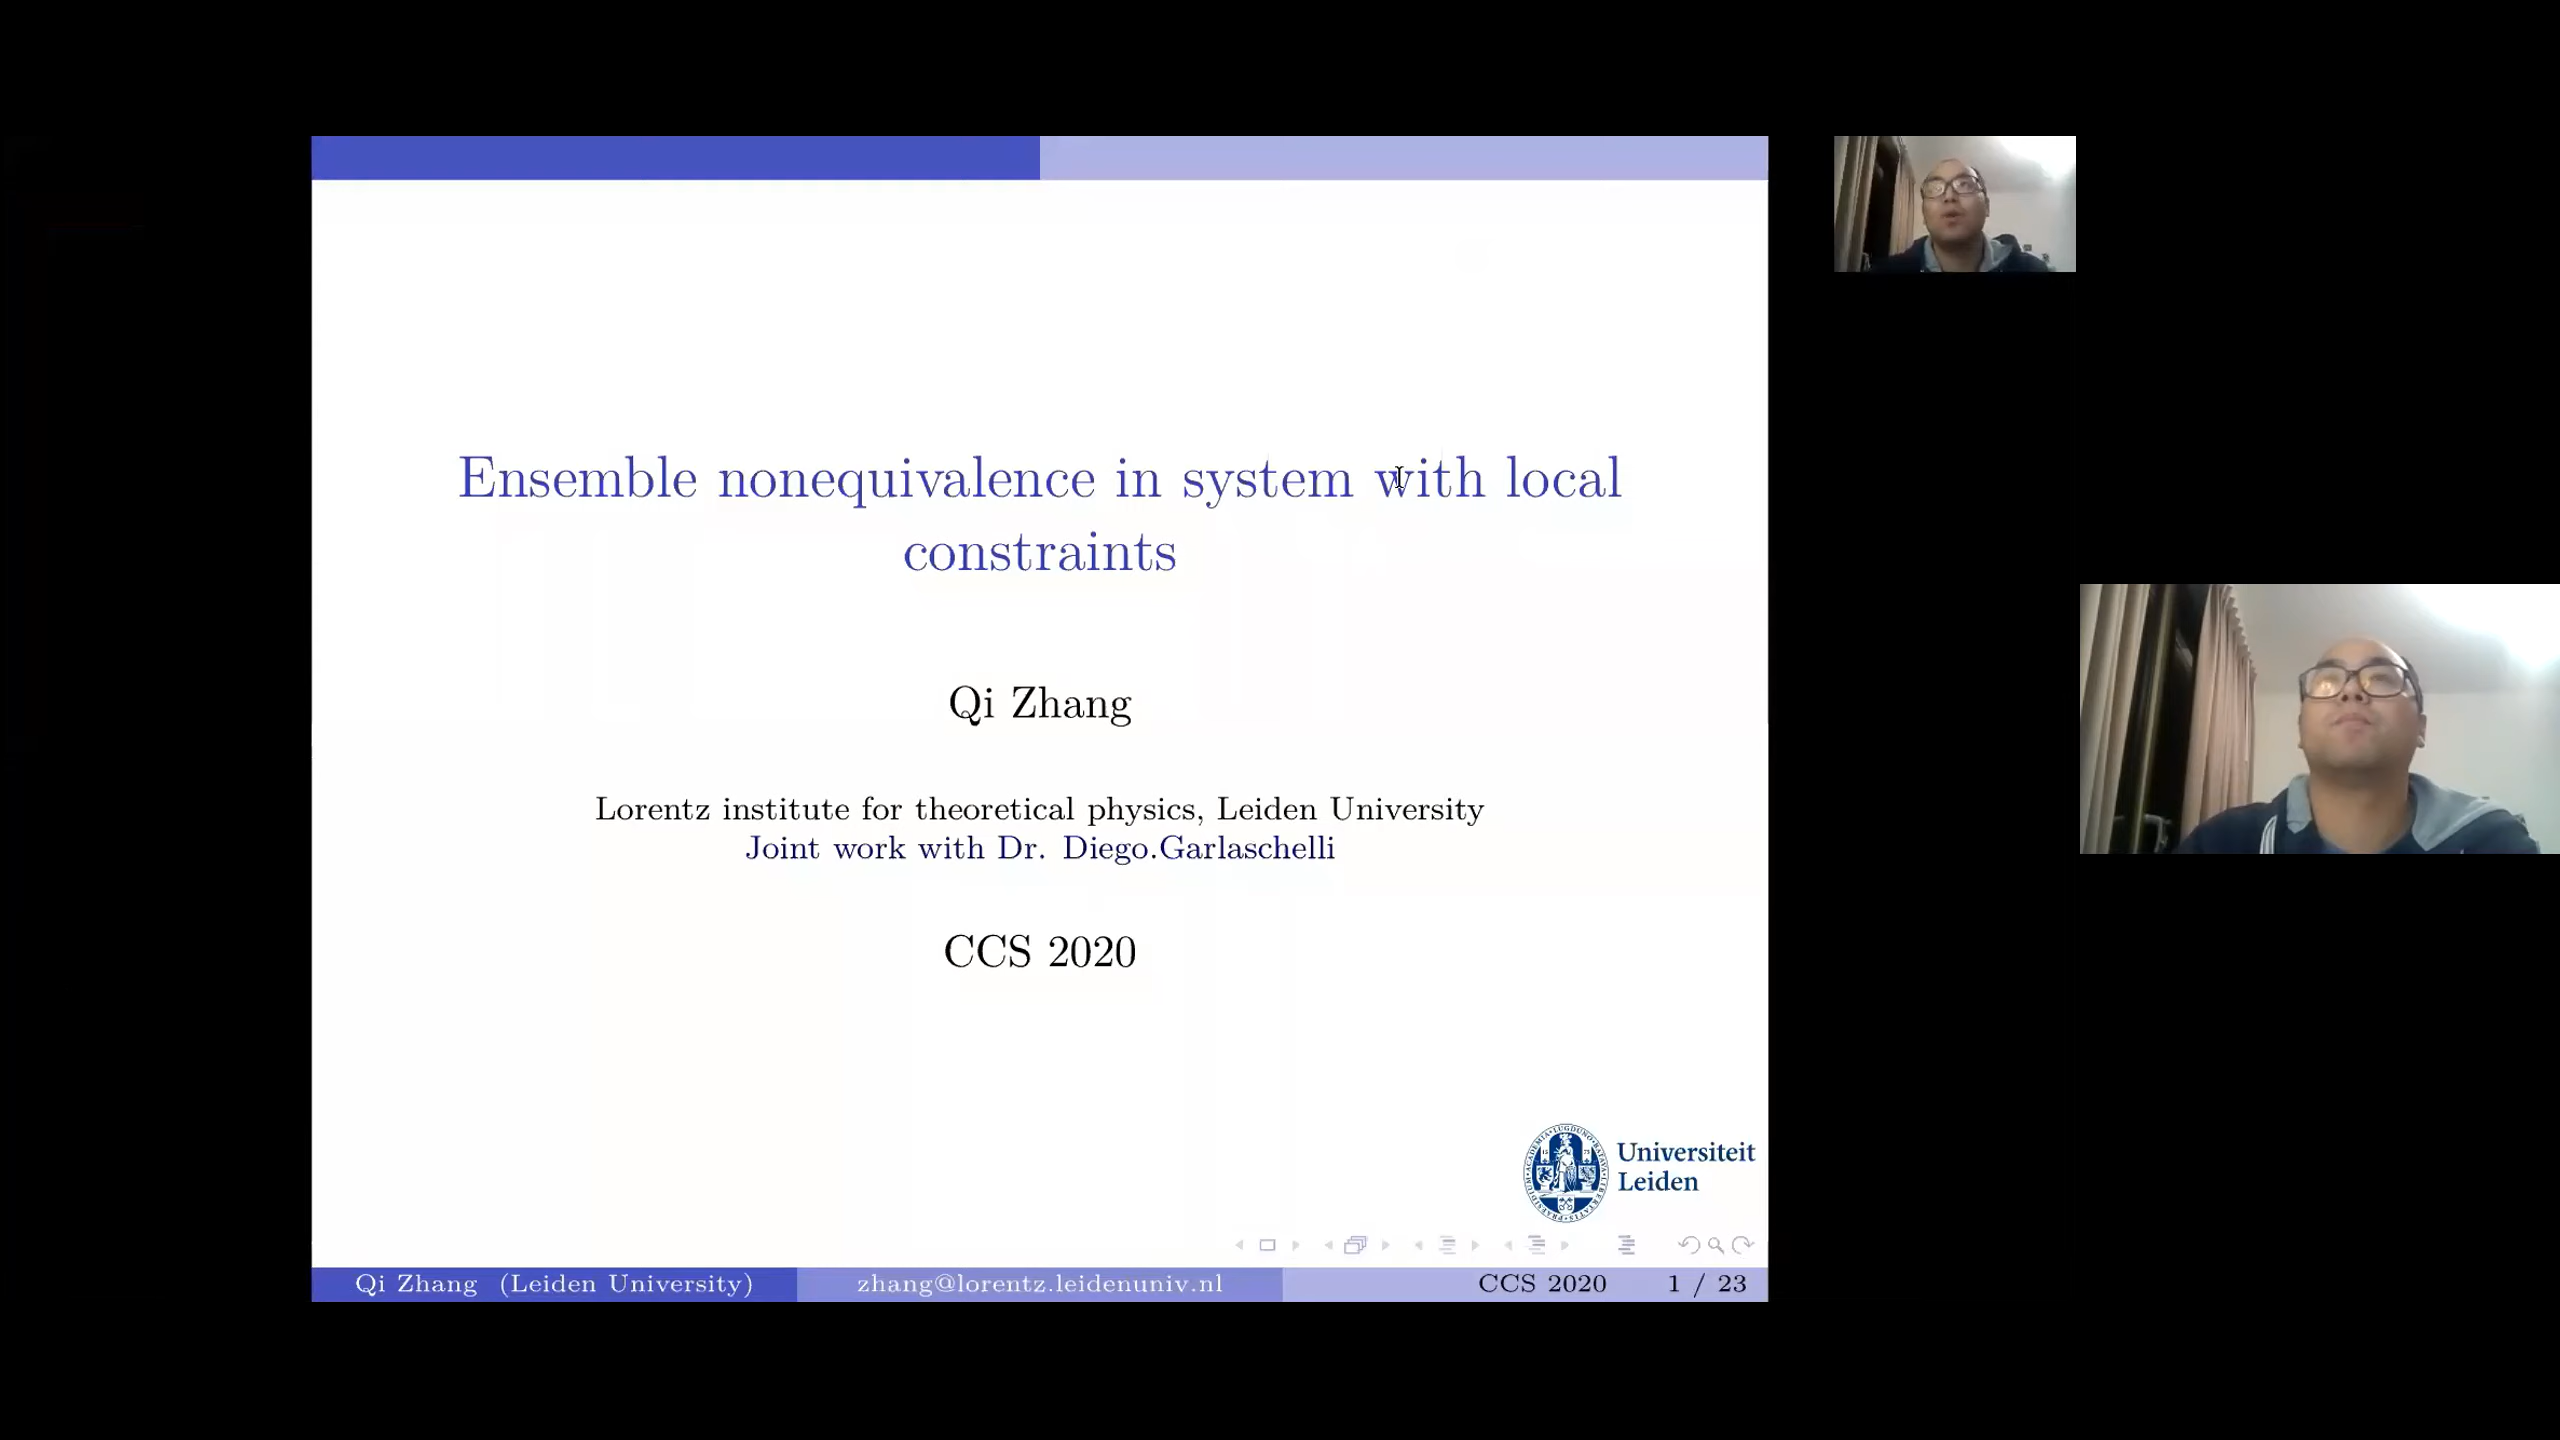 Ensemble nonequivalence in system with local
constraints
Qi Zhang
Lorentz institute for theoretical physics, Leiden University
Joint work with Dr. Diego.Garlaschelli
CCS 2020
Universiteit
Leiden
Qi Zhang (Leiden University) zhang@lorentz.leidenuniv.nl CCS 2020 1 / 23